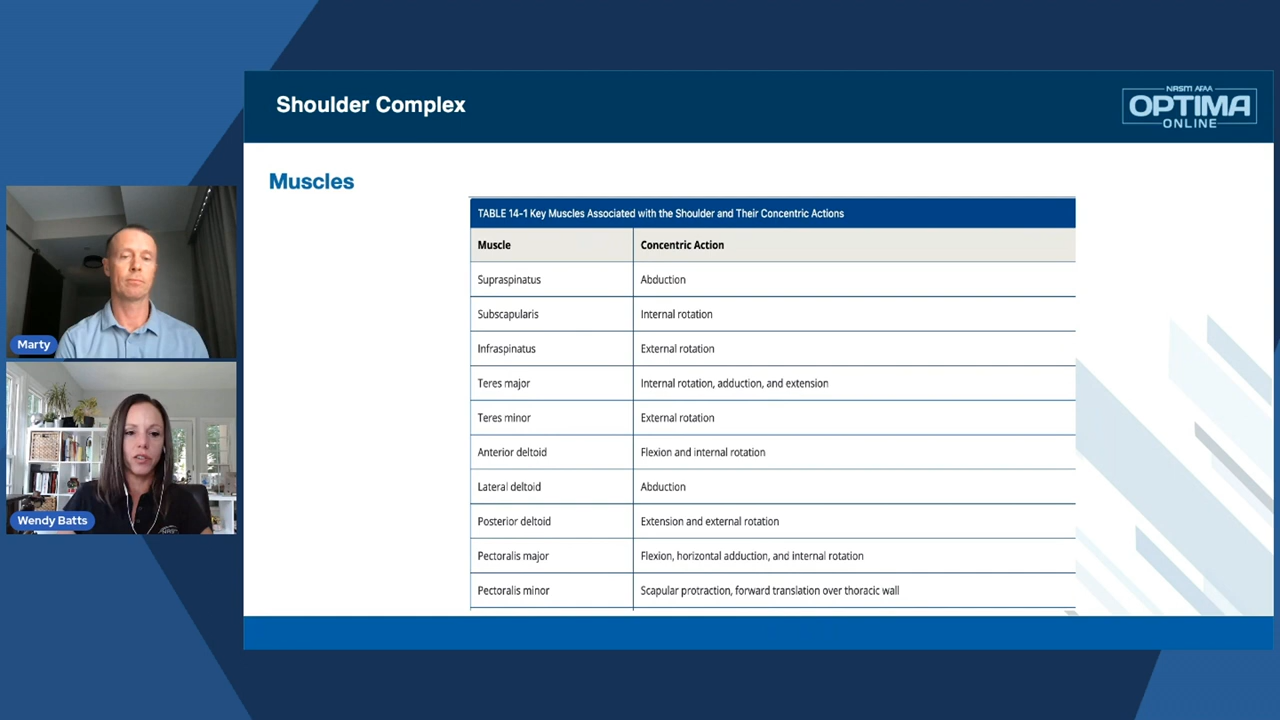 Shoulder Complex
NASM AFAA
OPTIMA
ONLINE
Muscles
TABLE 14-1 Key Muscles Associated with the Shoulder and Their Concentric Actions
Muscle Concentric Action
Supraspinatus Abduction
Subscapularis Internal rotation
Infraspinatus External rotation
Teres major Internal rotation, adduction, and extension
Teres minor External rotation
Anterior deltoid Flexion and internal rotation
Lateral deltoid Abduction
Posterior deltoid Extension and external rotation
Pectoralis major Flexion, horizontal adduction, and internal rotation
Pectoralis minor Scapular protraction, forward translation over thoracic wall
Marty
Wendy Batts